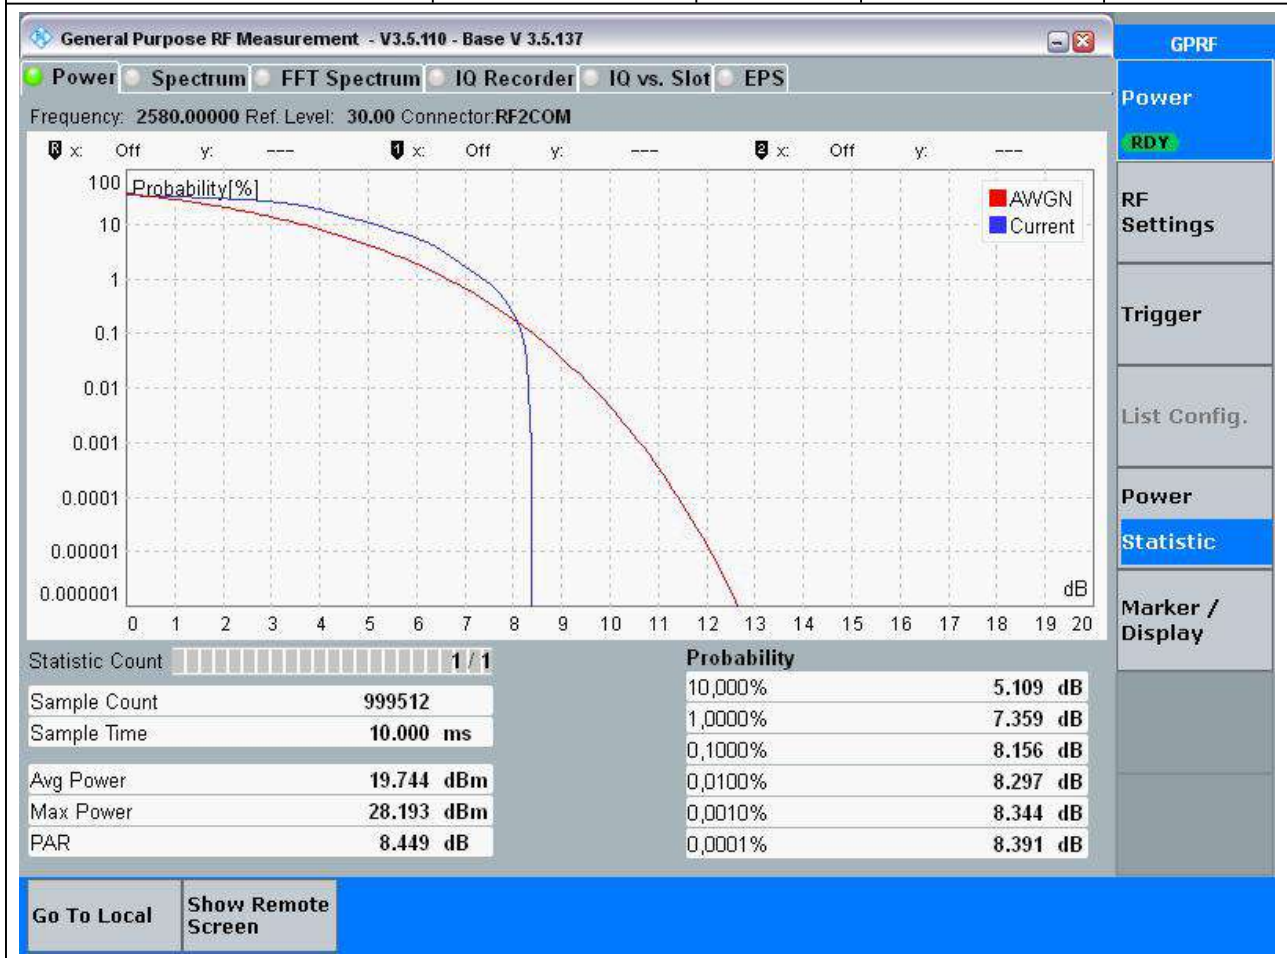 General Purpose RF Measurement - V3.5.110 - Base V 3.5.137
GPRF
Power Spectrum FFT Spectrum IQ Recorder IQ vs. Slot EPS
Frequency: 2580.00000 Ref. Level: 30.00 Connector:RF2COM
R x: Off y: --- 1 x: Off y: --- 2 x: Off y: ---
Probability[%]
AWGN
Current
100
10
1
0.1
0.01
0.001
0.0001
0.00001
0.000001
dB
0 1 2 3 4 5 6 7 8 9 10 11 12 13 14 15 16 17 18 19 20
Statistic Count 1 / 1
Sample Count 999512
Sample Time 10.000 ms
Avg Power 19.744 dBm
Max Power 28.193 dBm
PAR 8.449 dB
Probability
10,000% 5.109 dB
1,0000% 7.359 dB
0,1000% 8.156 dB
0,0100% 8.297 dB
0,0010% 8.344 dB
0,0001% 8.391 dB
Power
RDY
RF
Settings
Trigger
List Config.
Power
Statistic
Marker /
Display
Go To Local
Show Remote
Screen